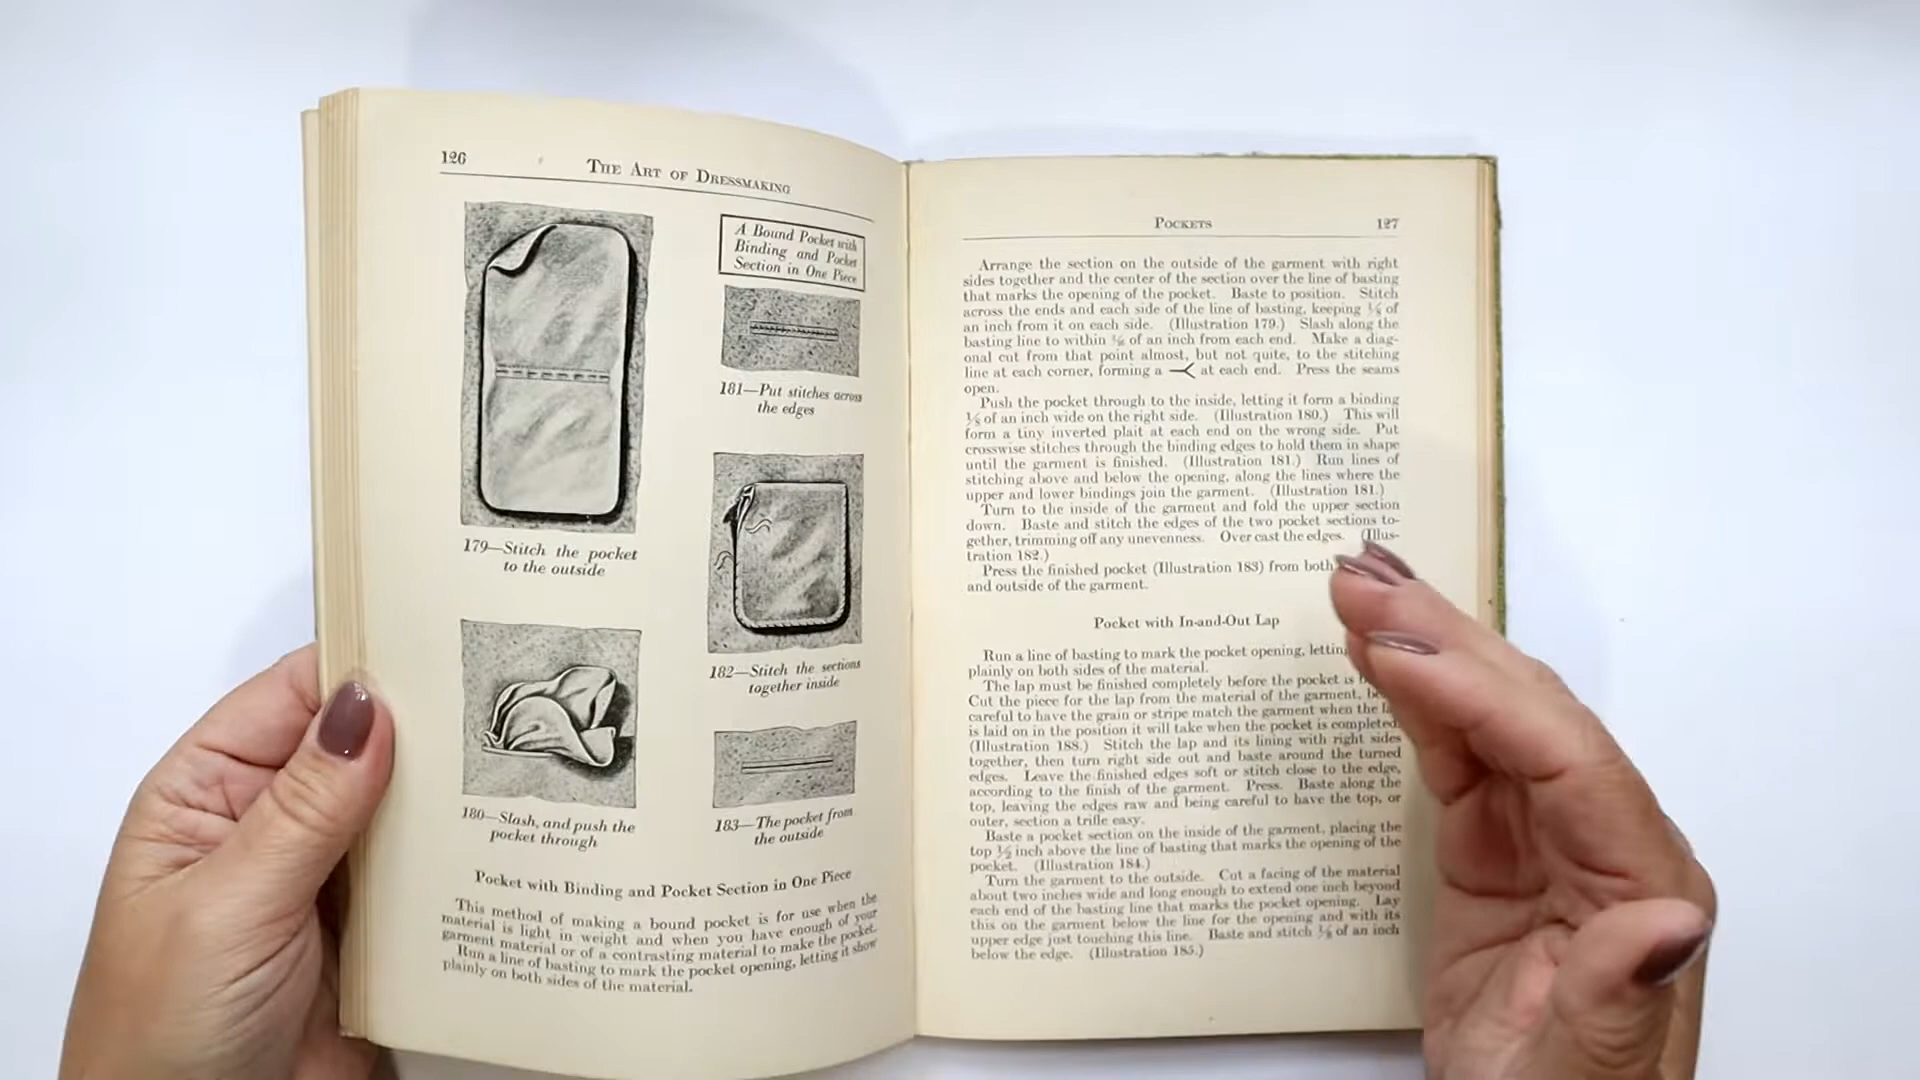 126
THE ART OF DRESSMAKING
A Bound Pocket with
Binding and Pocket
Section in One Piece
181—Put stitches across
the edges
179—Stitch the pocket
to the outside
182—Stitch the sections
together inside
180—Slash, and push the
pocket through
183—The pocket from
the outside
Pocket with Binding and Pocket Section in One Piece
This method of making a bound pocket is for use when the
material is light in weight and when you have enough of your
garment material or of a contrasting material to make the pocket.
Run a line of basting to mark the pocket opening, letting it show
plainly on both sides of the material.
POCKETS 127
Arrange the section on the outside of the garment with right
sides together and the center of the section over the line of basting
that marks the opening of the pocket. Baste to position. Stitch
across the ends and each side of the line of basting, keeping ⅛ of
an inch from it on each side. (Illustration 179.) Slash along the
basting line to within ⅛ of an inch from each end. Make a diag-
onal cut from that point almost, but not quite, to the stitching
line at each corner, forming a at each end. Press the seams
open.
Push the pocket through to the inside, letting it form a binding
⅛ of an inch wide on the right side. (Illustration 180.) This will
form a tiny inverted plait at each end on the wrong side. Put
crosswise stitches through the binding edges to hold them in shape
until the garment is finished. (Illustration 181.) Run lines of
stitching above and below the opening, along the lines where the
upper and lower bindings join the garment. (Illustration 181.)
Turn to the inside of the garment and fold the upper section
down. Baste and stitch the edges of the two pocket sections to-
gether, trimming off any unevenness. Over cast the edges. (Illus-
tration 182.)
Press the finished pocket (Illustration 183) from both
and outside of the garment.
Pocket with In-and-Out Lap
Run a line of basting to mark the pocket opening, letting
plainly on both sides of the material.
The lap must be finished completely before the pocket is
Cut the piece for the lap from the material of the garment,
careful to have the grain or stripe match the garment when the
is laid on in the position it will take when the pocket is completed.
(Illustration 188.) Stitch the lap and its lining with right sides
together, then turn right side out and baste around the turned
edges. Leave the finished edges soft or stitch close to the edge,
according to the finish of the garment. Press. Baste along the
top, leaving the edges raw and being careful to have the top, or
outer, section a trifle easy.
Baste a pocket section on the inside of the garment, placing the
top ½ inch above the line of basting that marks the opening of the
pocket. (Illustration 184.)
Turn the garment to the outside. Cut a facing of the material
about two inches wide and long enough to extend one inch beyond
each end of the basting line that marks the pocket opening. Lay
this on the garment below the line for the opening and with its
upper edge just touching this line. Baste and stitch ⅛ of an inch
below the edge. (Illustration 185.)